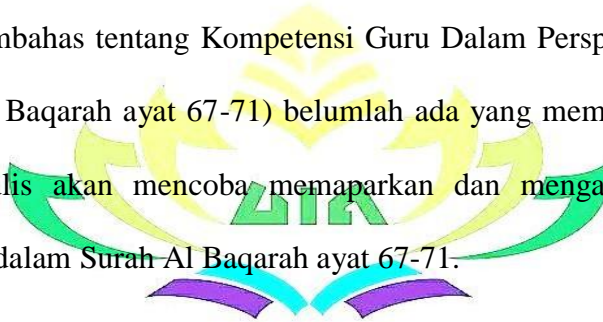 mbahas tentang Kompetensi Guru Dalam Persp
Baqarah ayat 67-71) belumlah ada yang mem
lis akan mencoba memaparkan dan menga
dalam Surah Al Baqarah ayat 67-71.